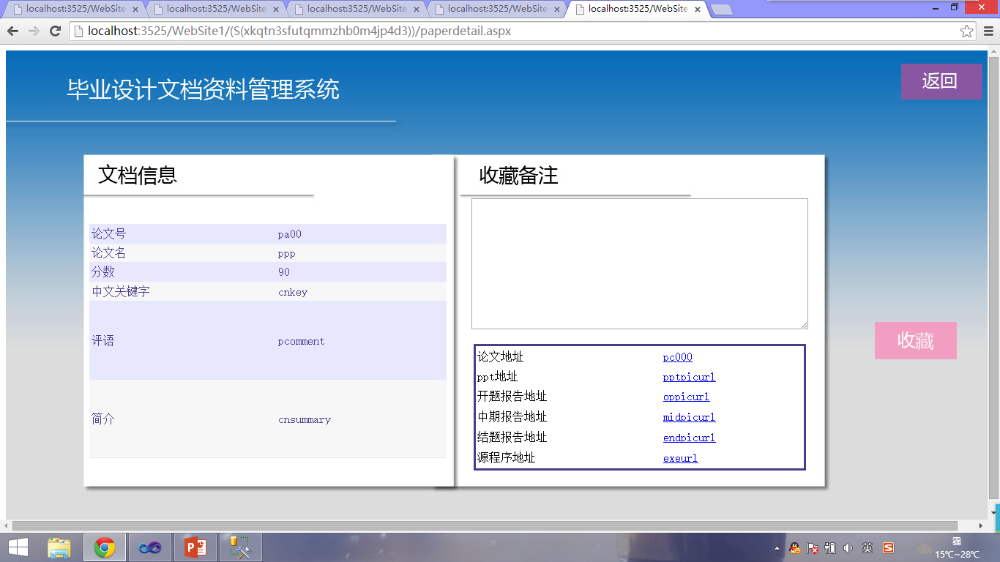 localhost:3525/WebSite
localhost:3525/WebSite
localhost:3525/WebSite
localhost:3525/WebSite
localhost:3525/WebSite
localhost:3525/WebSite1/(S(xkqtn3sfutqmmzhb0m4jp4d3))/paperdetail.aspx
毕业设计文档资料管理系统
返回
文档信息
论文号 pa00
论文名 ppp
分数 90
中文关键字 cnkey
评语 pcomment
简介 cnsummary
收藏备注
论文地址 pc000
ppt地址 pptpicurl
开题报告地址 oppicurl
中期报告地址 midpicurl
结题报告地址 endpicurl
源程序地址 exeurl
收藏
英
霾
15℃~28℃